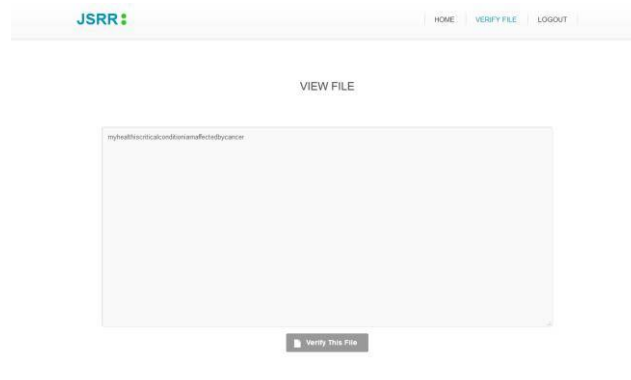 JSRR:
HOME VERIFY FILE LOGOUT
VIEW FILE
myhealthiscriticalconditioniamaffectedbycancer
Verify This File